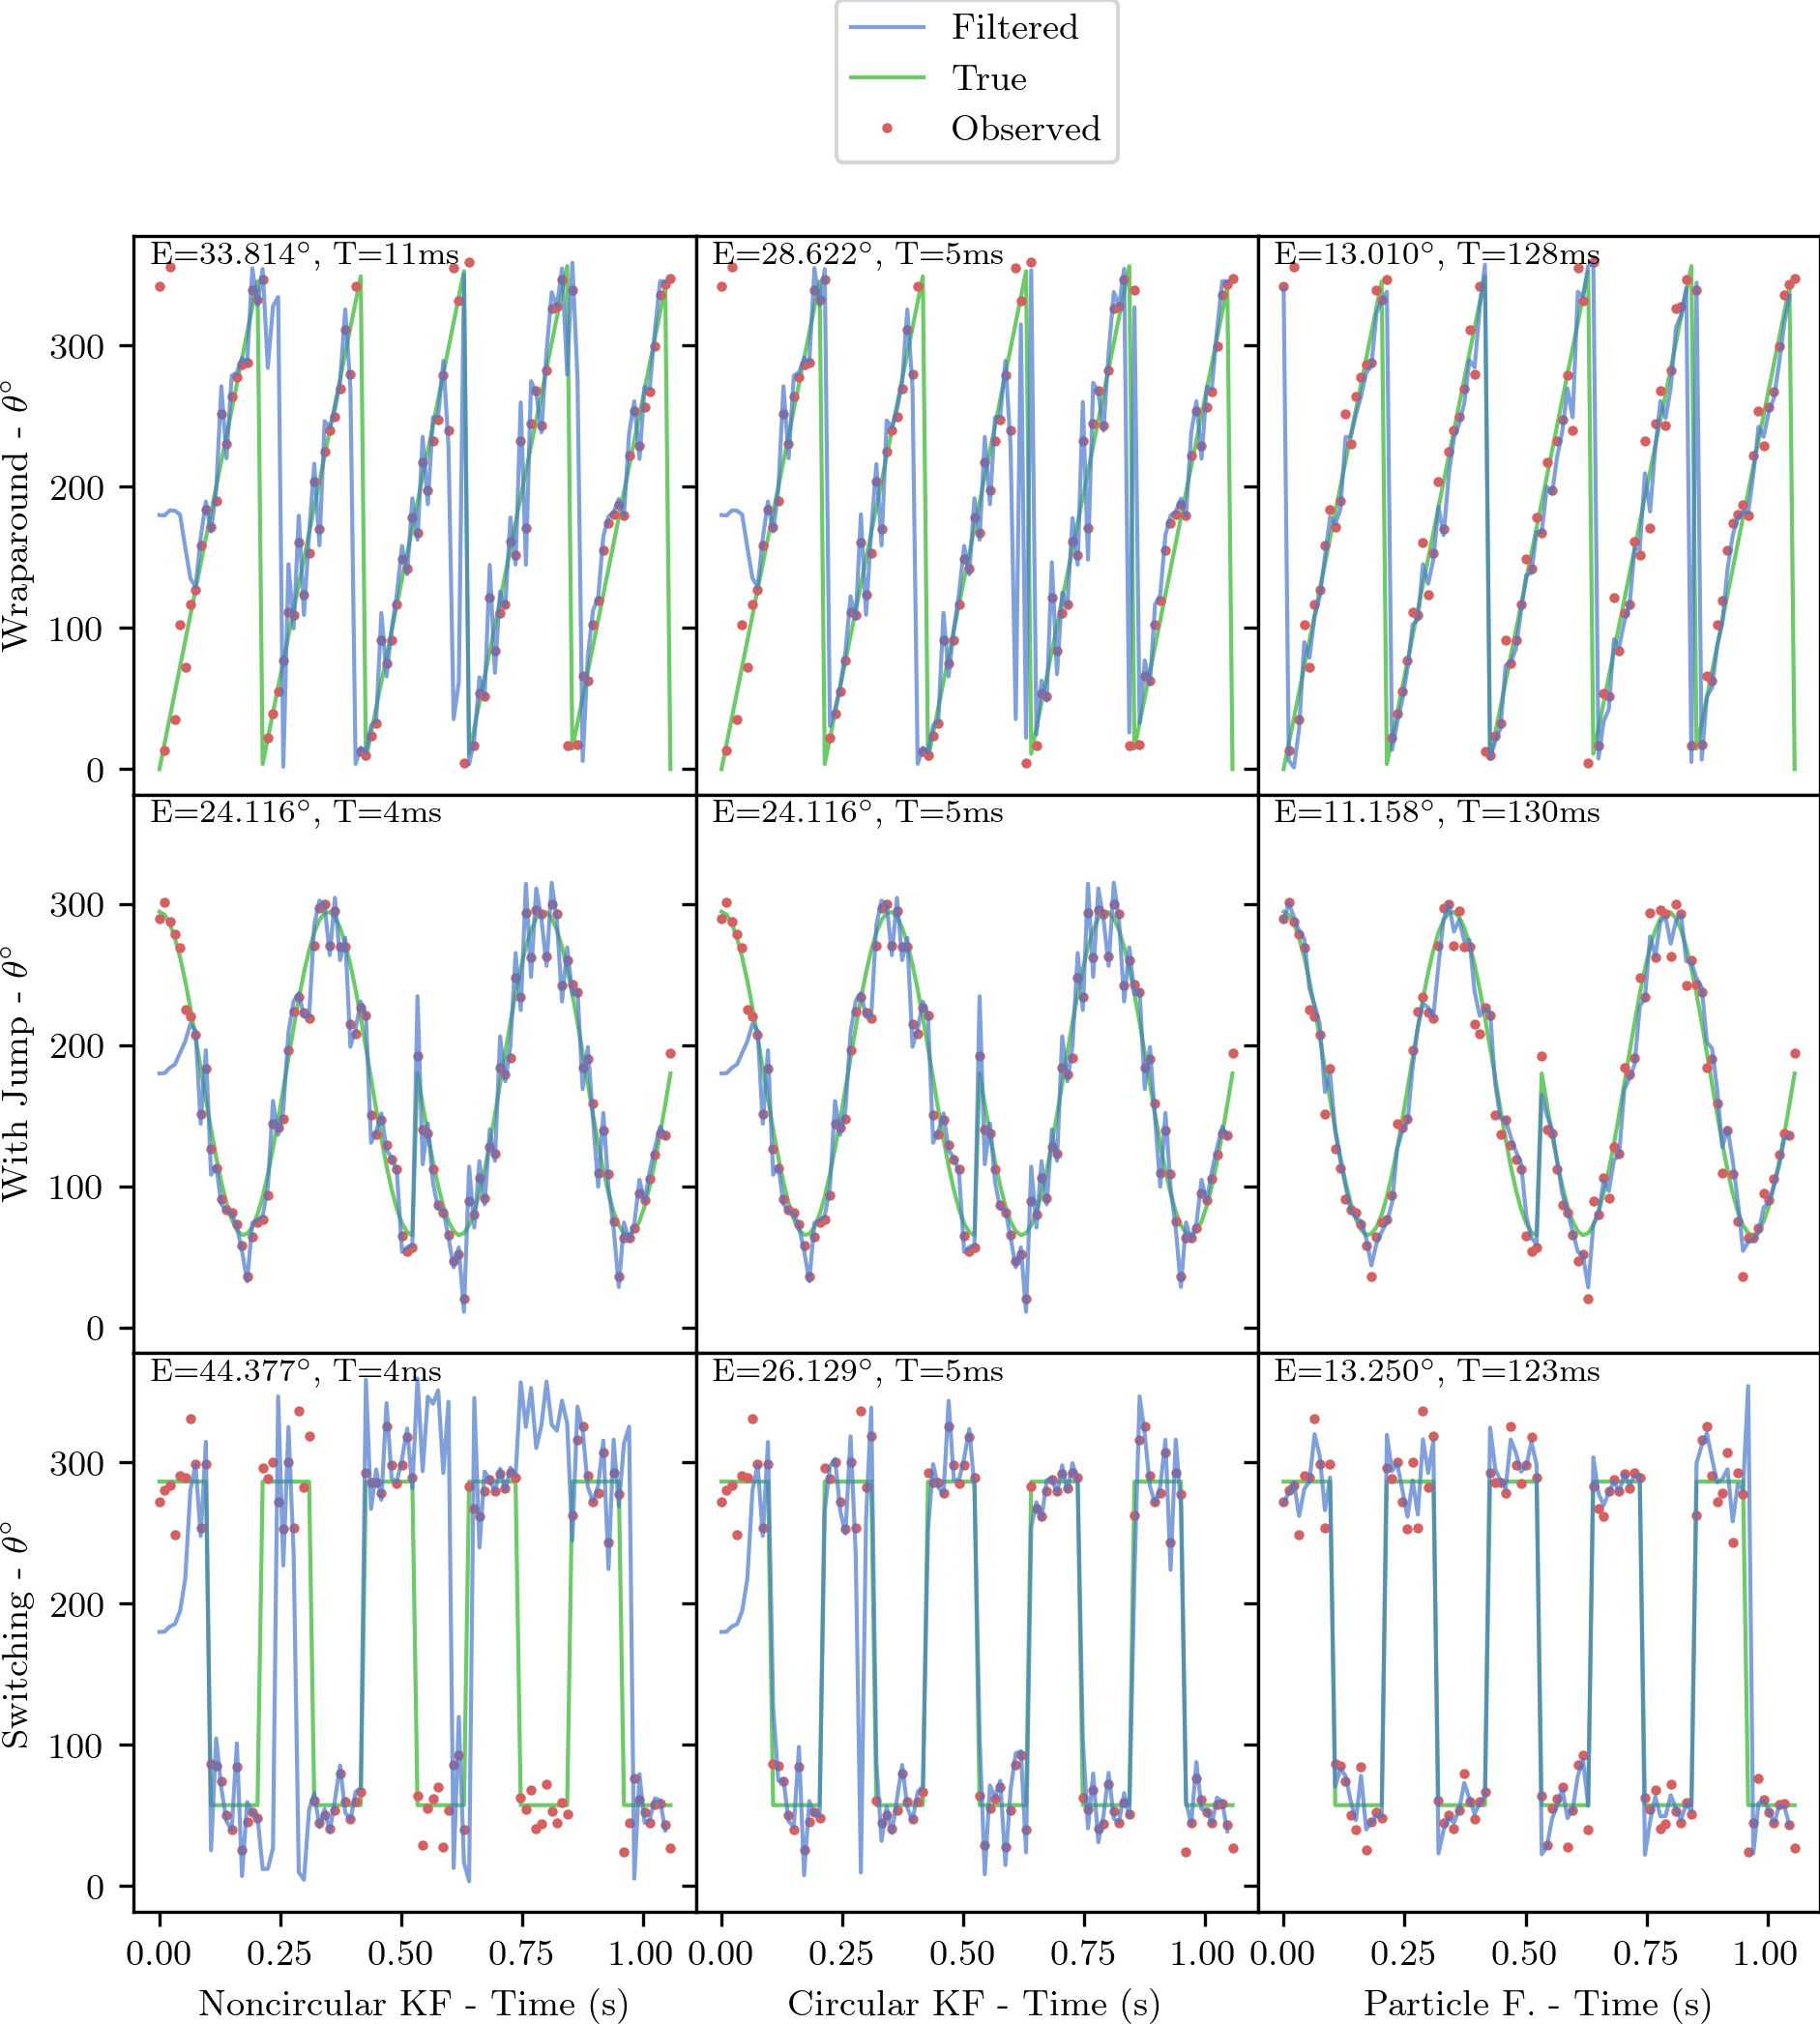 Filtered
True
Observed
E=33.814°, T=11ms
E=28.622°, T=5ms
E=13.010°, T=128ms
Wraparound - θ°
300
200
100
0
E=24.116°, T=4ms
E=24.116°, T=5ms
E=11.158°, T=130ms
With Jump - θ°
300
200
100
0
E=44.377°, T=4ms
E=26.129°, T=5ms
E=13.250°, T=123ms
Switching - θ°
300
200
100
0
0.00 0.25 0.50 0.75 1.00
0.00 0.25 0.50 0.75 1.00
0.00 0.25 0.50 0.75 1.00
Noncircular KF - Time (s)
Circular KF - Time (s)
Particle F. - Time (s)